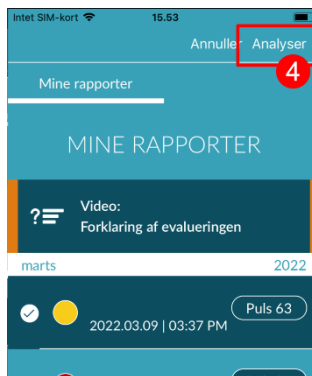 Intet SIM-kort 15.53
Annuller Analyser
4
Mine rapporter
MINE RAPPORTER
Video:
?
Forklaring af evalueringen
marts 2022
Puls 63
2022.03.09 | 03:37 PM